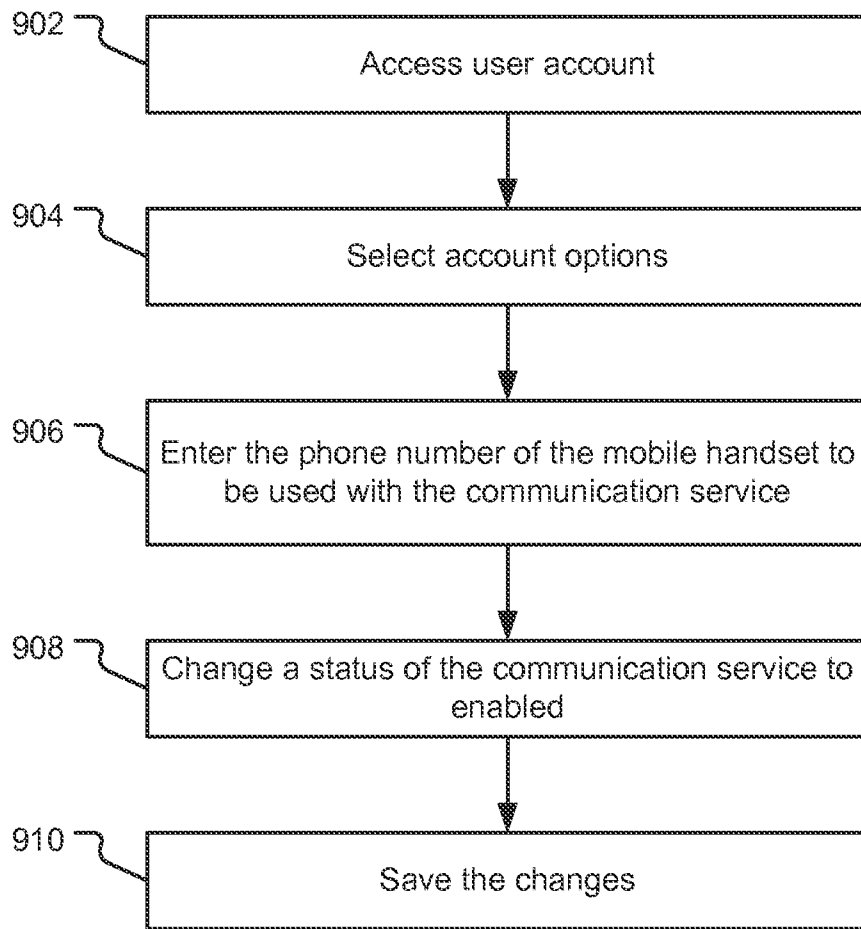 902
Access user account
904
Select account options
906
Enter the phone number of the mobile handset to
be used with the communication service
908
Change a status of the communication service to
enabled
910
Save the changes